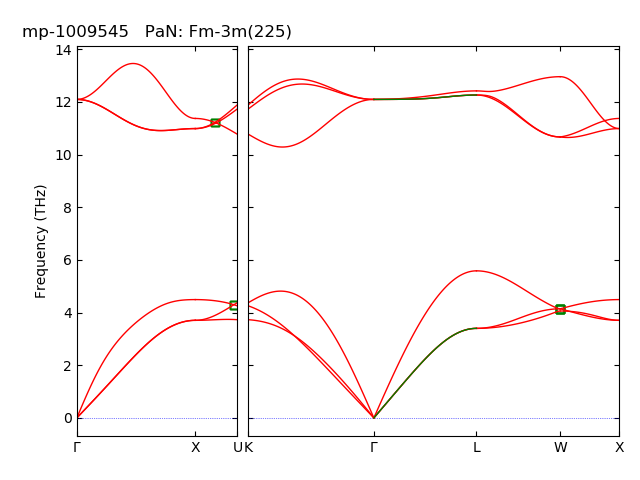 mp-1009545   PaN: Fm-3m(225)
14
12
10
8
6
4
2
0
Frequency (THz)
Γ X U K Γ L W X